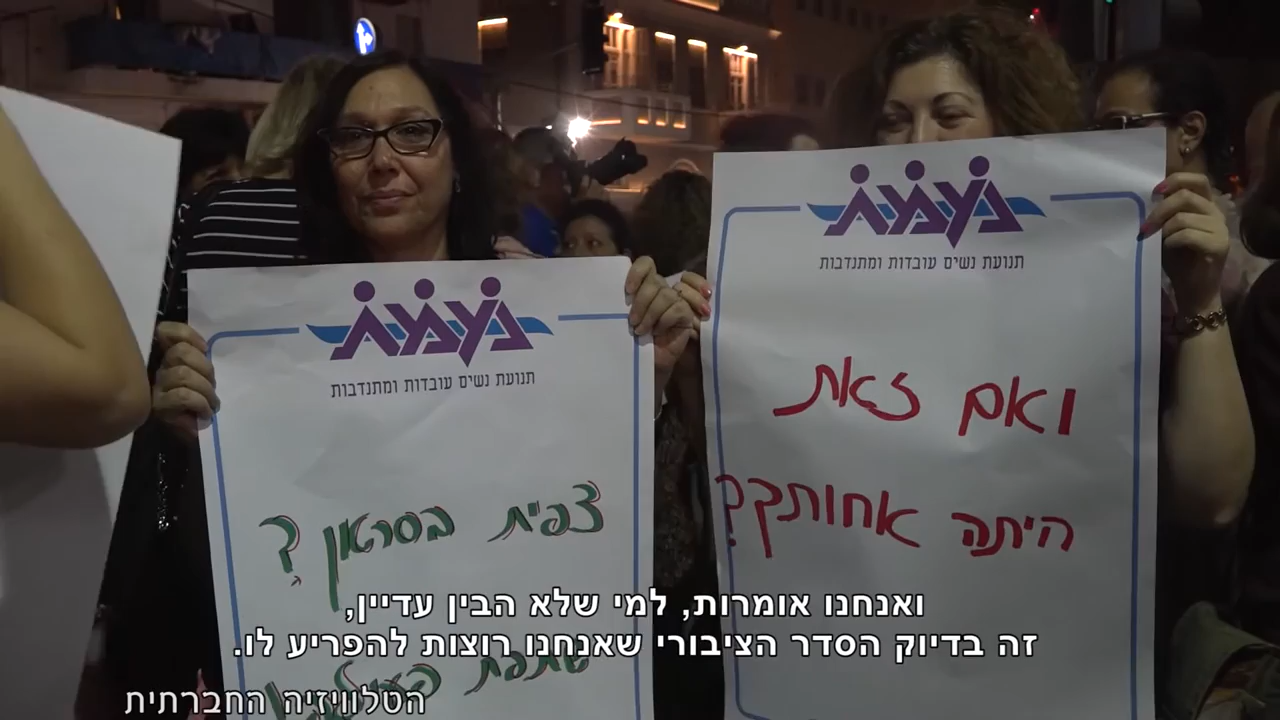 נעמת
תנועת נשים עובדות ומתנדבות
ואם זאת
היתה אחותך?
נעמת
תנועת נשים עובדות ומתנדבות
צפית בסרטון?
שתפת
ואנחנו אומרות, למי שלא הבין עדיין,
זה בדיוק הסדר הציבורי שאנחנו רוצות להפריע לו.
הטלוויזיה החברתית